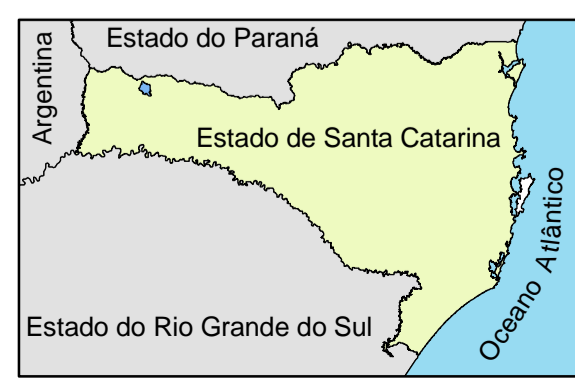 Estado do Paraná
Argentina
Estado de Santa Catarina
Oceano Atlântico
Estado do Rio Grande do Sul